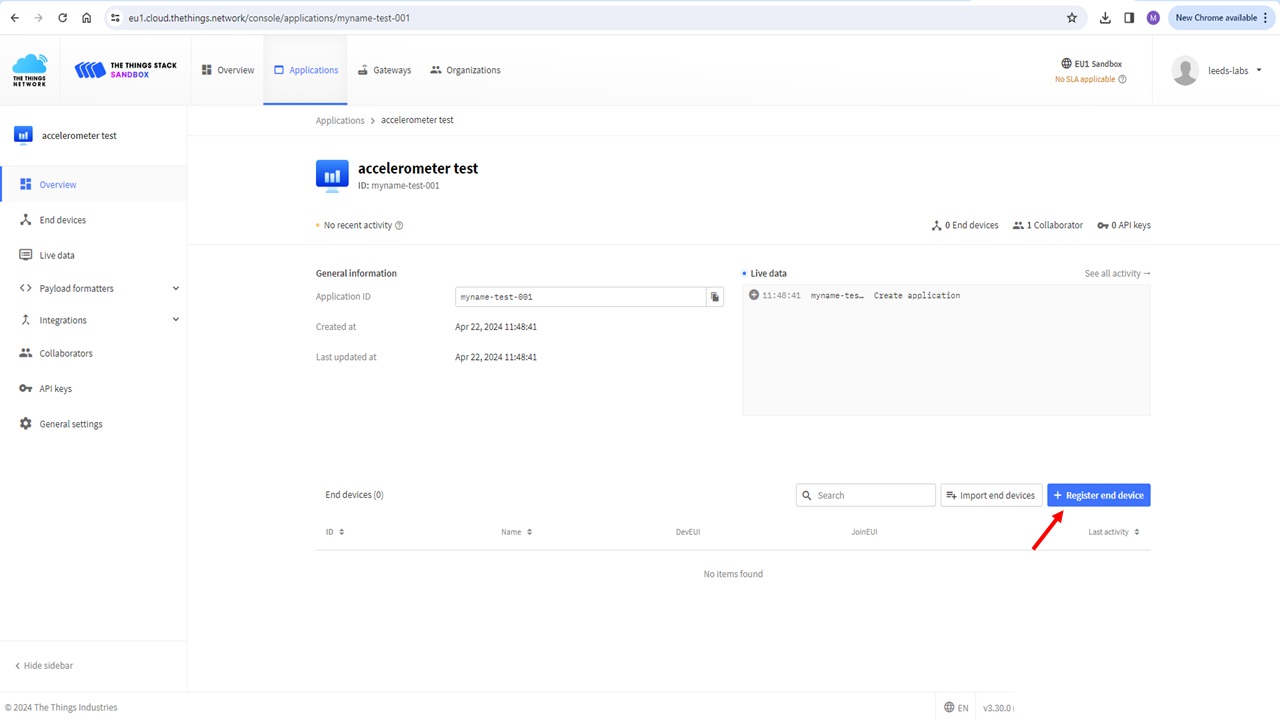 eu1.cloud.thethings.network/console/applications/myname-test-001
M
New Chrome available
THE THINGS NETWORK
THE THINGS STACK
SANDBOX
Overview
Applications
Gateways
Organizations
EU1 Sandbox
No SLA applicable
leeds-labs
accelerometer test
Overview
End devices
Live data
Payload formatters
Integrations
Collaborators
API keys
General settings
Hide sidebar
Applications > accelerometer test
accelerometer test
ID: myname-test-001
No recent activity
0 End devices
1 Collaborator
0 API keys
General information
Application ID
myname-test-001
Created at
Apr 22, 2024 11:48:41
Last updated at
Apr 22, 2024 11:48:41
Live data
See all activity →
11:48:41 myname-tes… Create application
End devices (0)
Search
Import end devices
+ Register end device
ID
Name
DevEUI
JoinEUI
Last activity
No items found
© 2024 The Things Industries
EN
v3.30.0